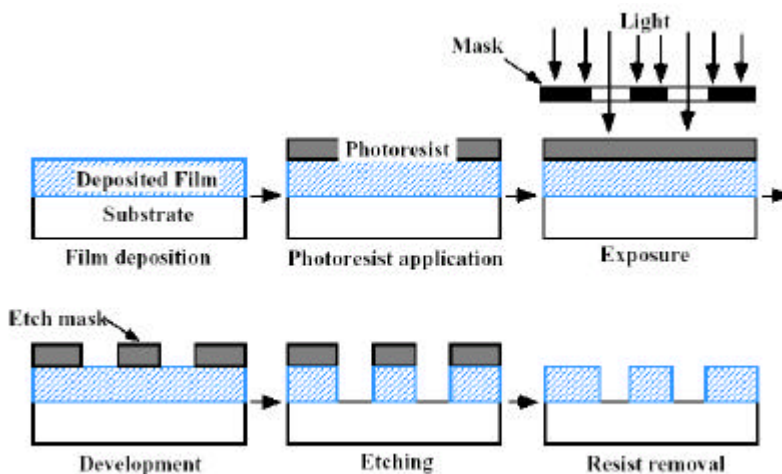 Light
Mask
Photoresist
Deposited Film
Substrate
Film deposition
Photoresist application
Exposure
Etch mask
Development
Etching
Resist removal